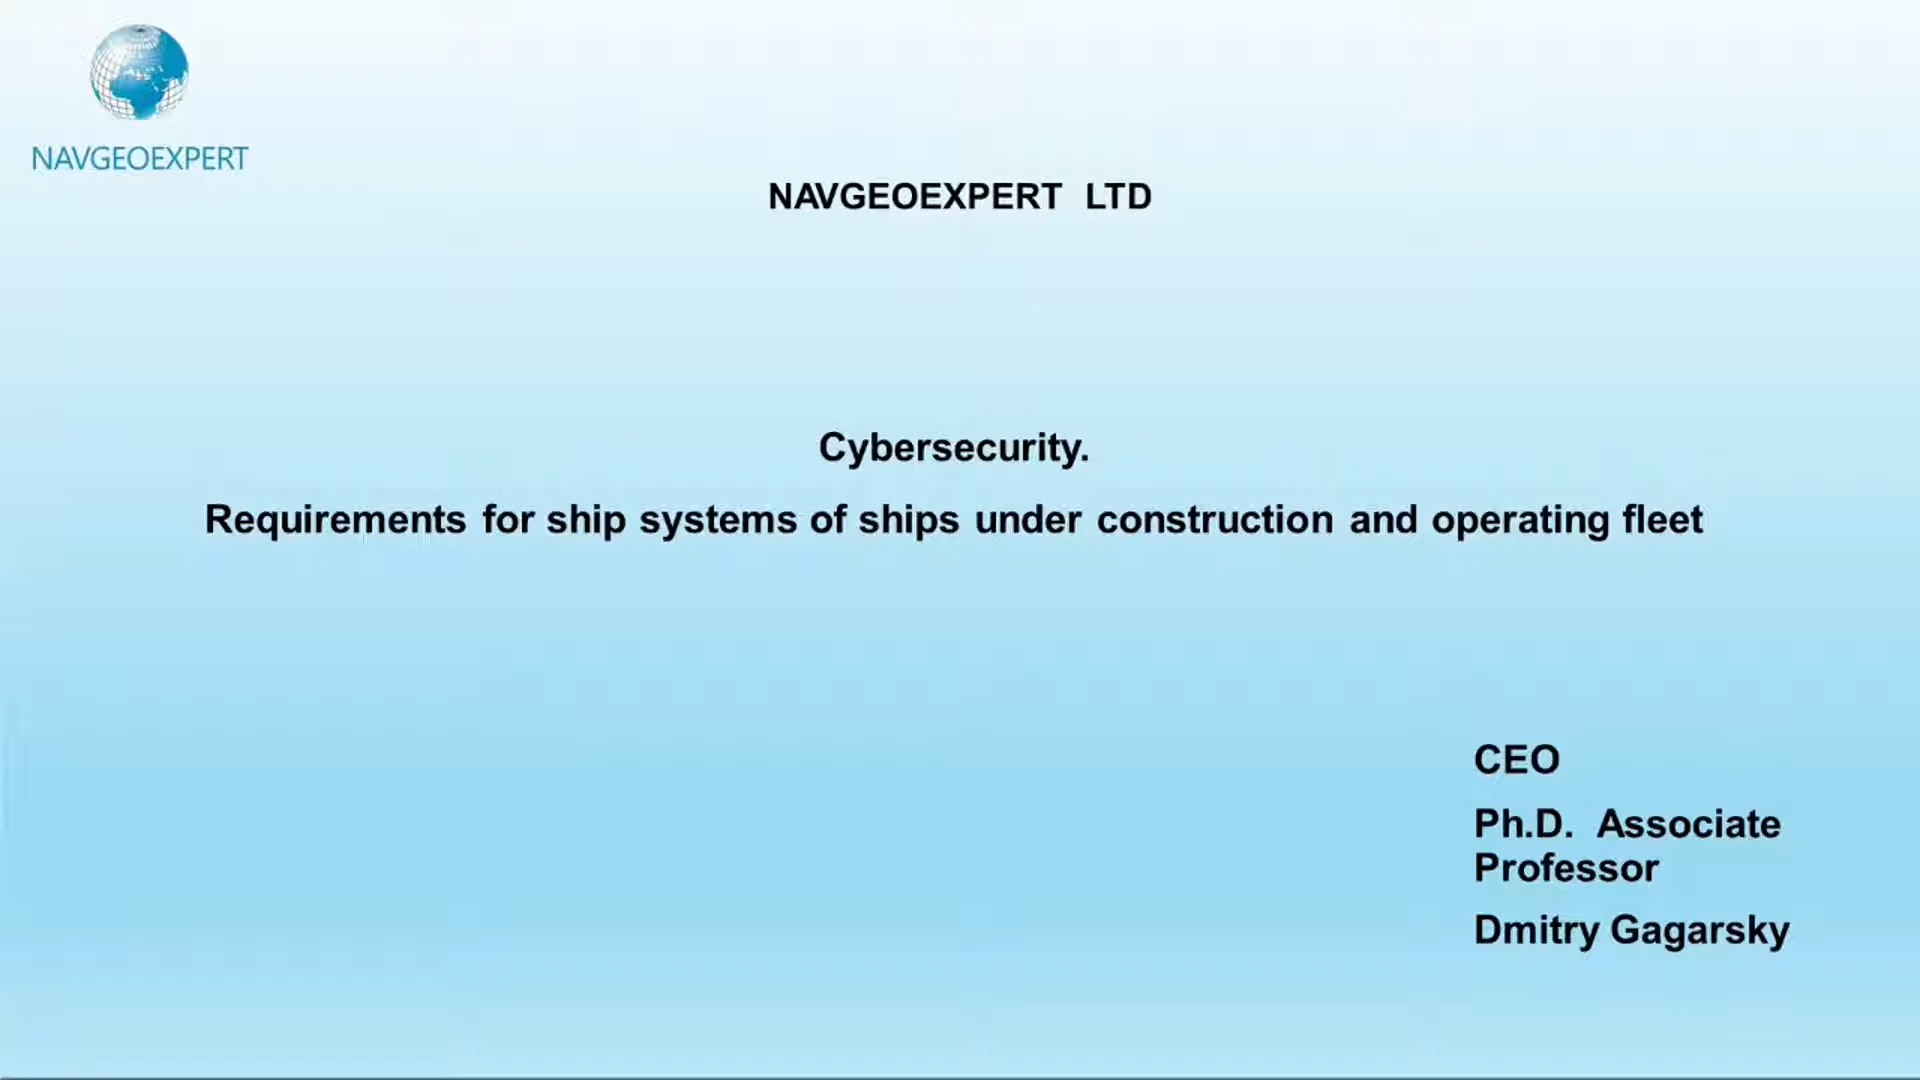 NAVGEOEXPERT
NAVGEOEXPERT LTD
Cybersecurity.
Requirements for ship systems of ships under construction and operating fleet
CEO
Ph.D. Associate
Professor
Dmitry Gagarsky